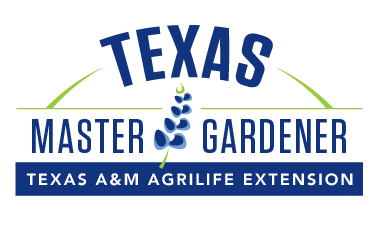 TEXAS
MASTER GARDENER
TEXAS A&M AGRILIFE EXTENSION